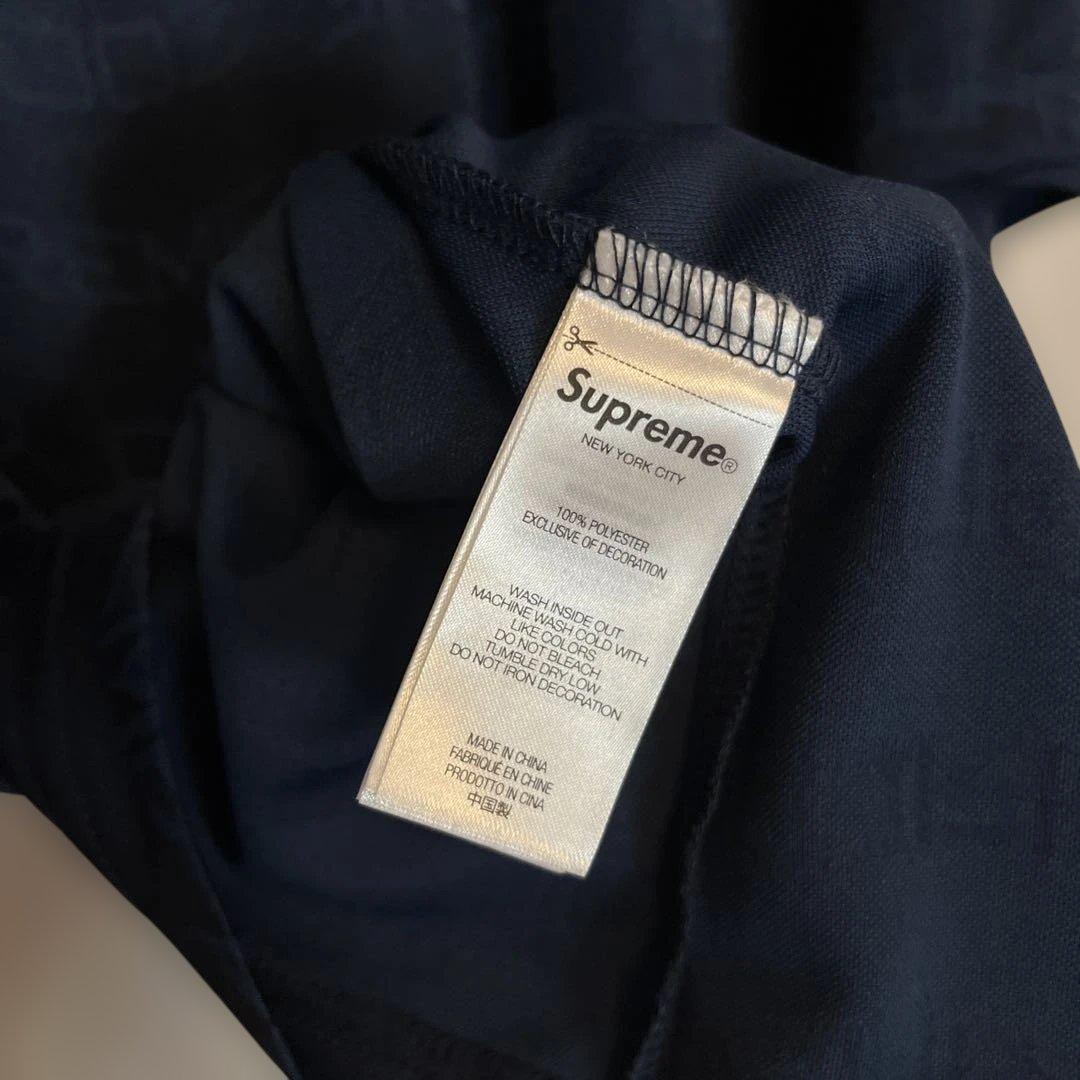 Supreme®
NEW YORK CITY
100% POLYESTER
EXCLUSIVE OF DECORATION
WASH INSIDE OUT
MACHINE WASH COLD WITH
LIKE COLORS
DO NOT BLEACH
TUMBLE DRY LOW
DO NOT IRON DECORATION
MADE IN CHINA
FABRIQUÉ EN CHINE
PRODOTTO IN CINA
中国製